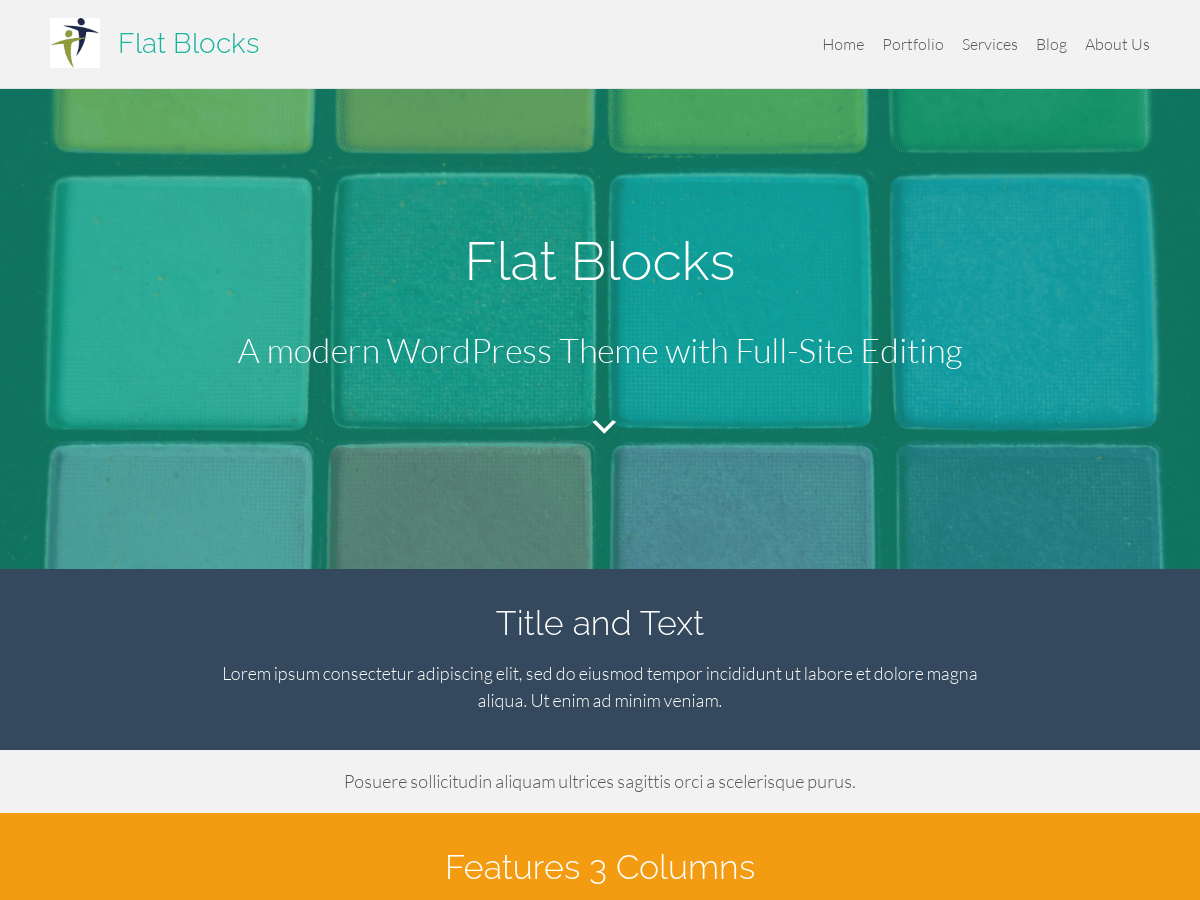 Flat Blocks
Home Portfolio Services Blog About Us
Flat Blocks
A modern WordPress Theme with Full-Site Editing
Title and Text
Lorem ipsum consectetur adipiscing elit, sed do eiusmod tempor incididunt ut labore et dolore magna
aliqua. Ut enim ad minim veniam.
Posuere sollicitudin aliquam ultrices sagittis orci a scelerisque purus.
Features 3 Columns